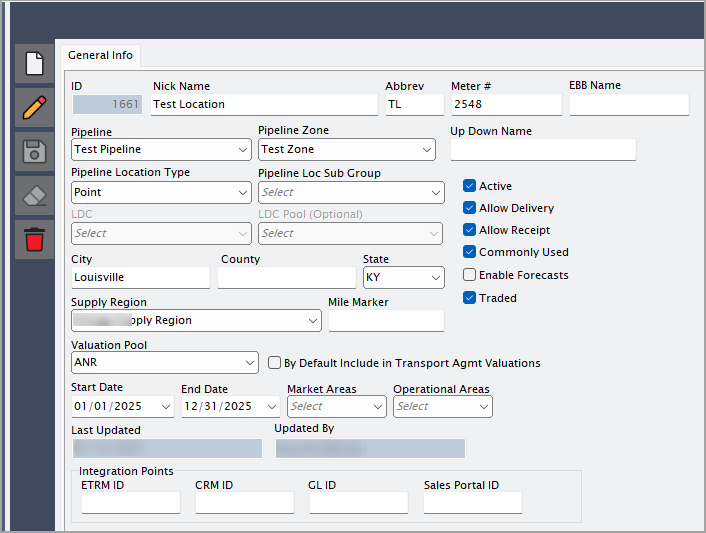 General Info
ID Nick Name Abbrev Meter # EBB Name
1661 Test Location TL 2548
Pipeline Pipeline Zone Up Down Name
Test Pipeline Test Zone
Pipeline Location Type Pipeline Loc Sub Group
Point Select
Active
LDC LDC Pool (Optional)
Allow Delivery
Select Select
Allow Receipt
City County State
Commonly Used
Louisville KY
Enable Forecasts
Supply Region Mile Marker
Traded
pply Region
Valuation Pool
ANR By Default Include in Transport Agmt Valuations
Start Date End Date Market Areas Operational Areas
01/01/2025 12/31/2025 Select Select
Last Updated Updated By
Integration Points
ETRM ID CRM ID GL ID Sales Portal ID